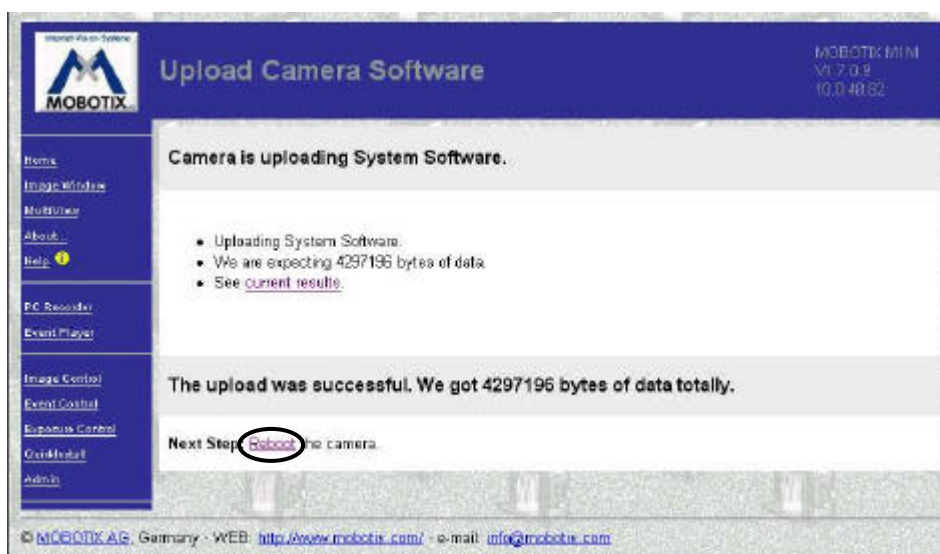 Internet-Vision-Systeme
MOBOTIX
Upload Camera Software
MOBOTIX M1M
V1.7.0.9
10.0.48.82
Home
Image Window
MultiView
About...
Help
PC Recorder
Event Player
Image Control
Event Control
Exposure Control
QuickInstall
Admin
Camera is uploading System Software.
• Uploading System Software.
• We are expecting 4297196 bytes of data.
• See current results.
The upload was successful. We got 4297196 bytes of data totally.
Next Step: Reboot the camera.
© MOBOTIX AG, Germany - WEB: http://www.mobotix.com/ - e-mail: info@mobotix.com